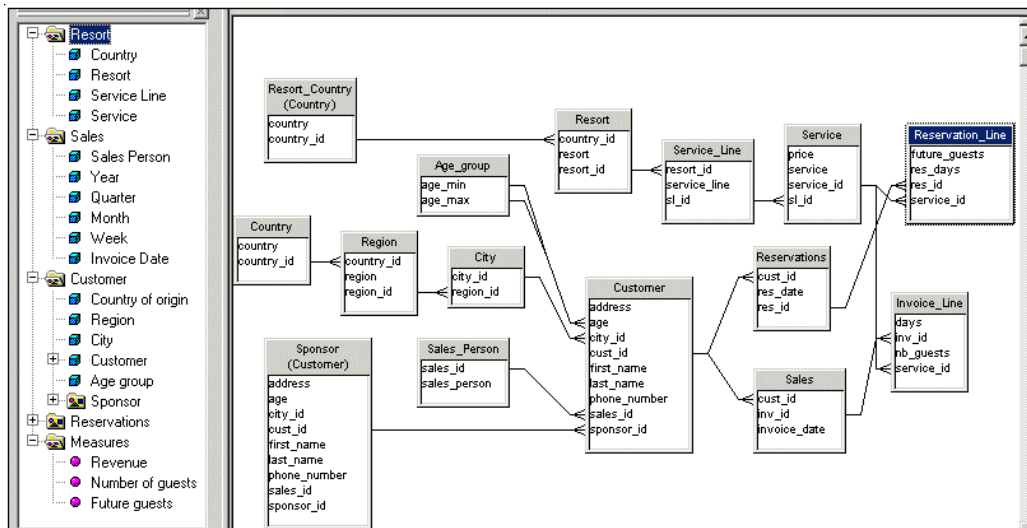 Resort
Country
Resort
Service Line
Service
Sales
Sales Person
Year
Quarter
Month
Week
Invoice Date
Customer
Country of origin
Region
City
Customer
Age group
Sponsor
Reservations
Measures
Revenue
Number of guests
Future guests
Resort_Country
(Country)
country
country_id
Resort
country_id
resort
resort_id
Age_group
age_min
age_max
Service_Line
resort_id
service_line
sl_id
Service
price
service
service_id
sl_id
Reservation_Line
future_guests
res_days
res_id
service_id
Country
country
country_id
Region
country_id
region
region_id
City
city_id
region_id
Customer
address
age
city_id
cust_id
first_name
last_name
phone_number
sales_id
sponsor_id
Reservations
cust_id
res_date
res_id
Invoice_Line
days
inv_id
nb_guests
service_id
Sponsor
(Customer)
address
age
city_id
cust_id
first_name
last_name
phone_number
sales_id
sponsor_id
Sales_Person
sales_id
sales_person
Sales
cust_id
inv_id
invoice_date